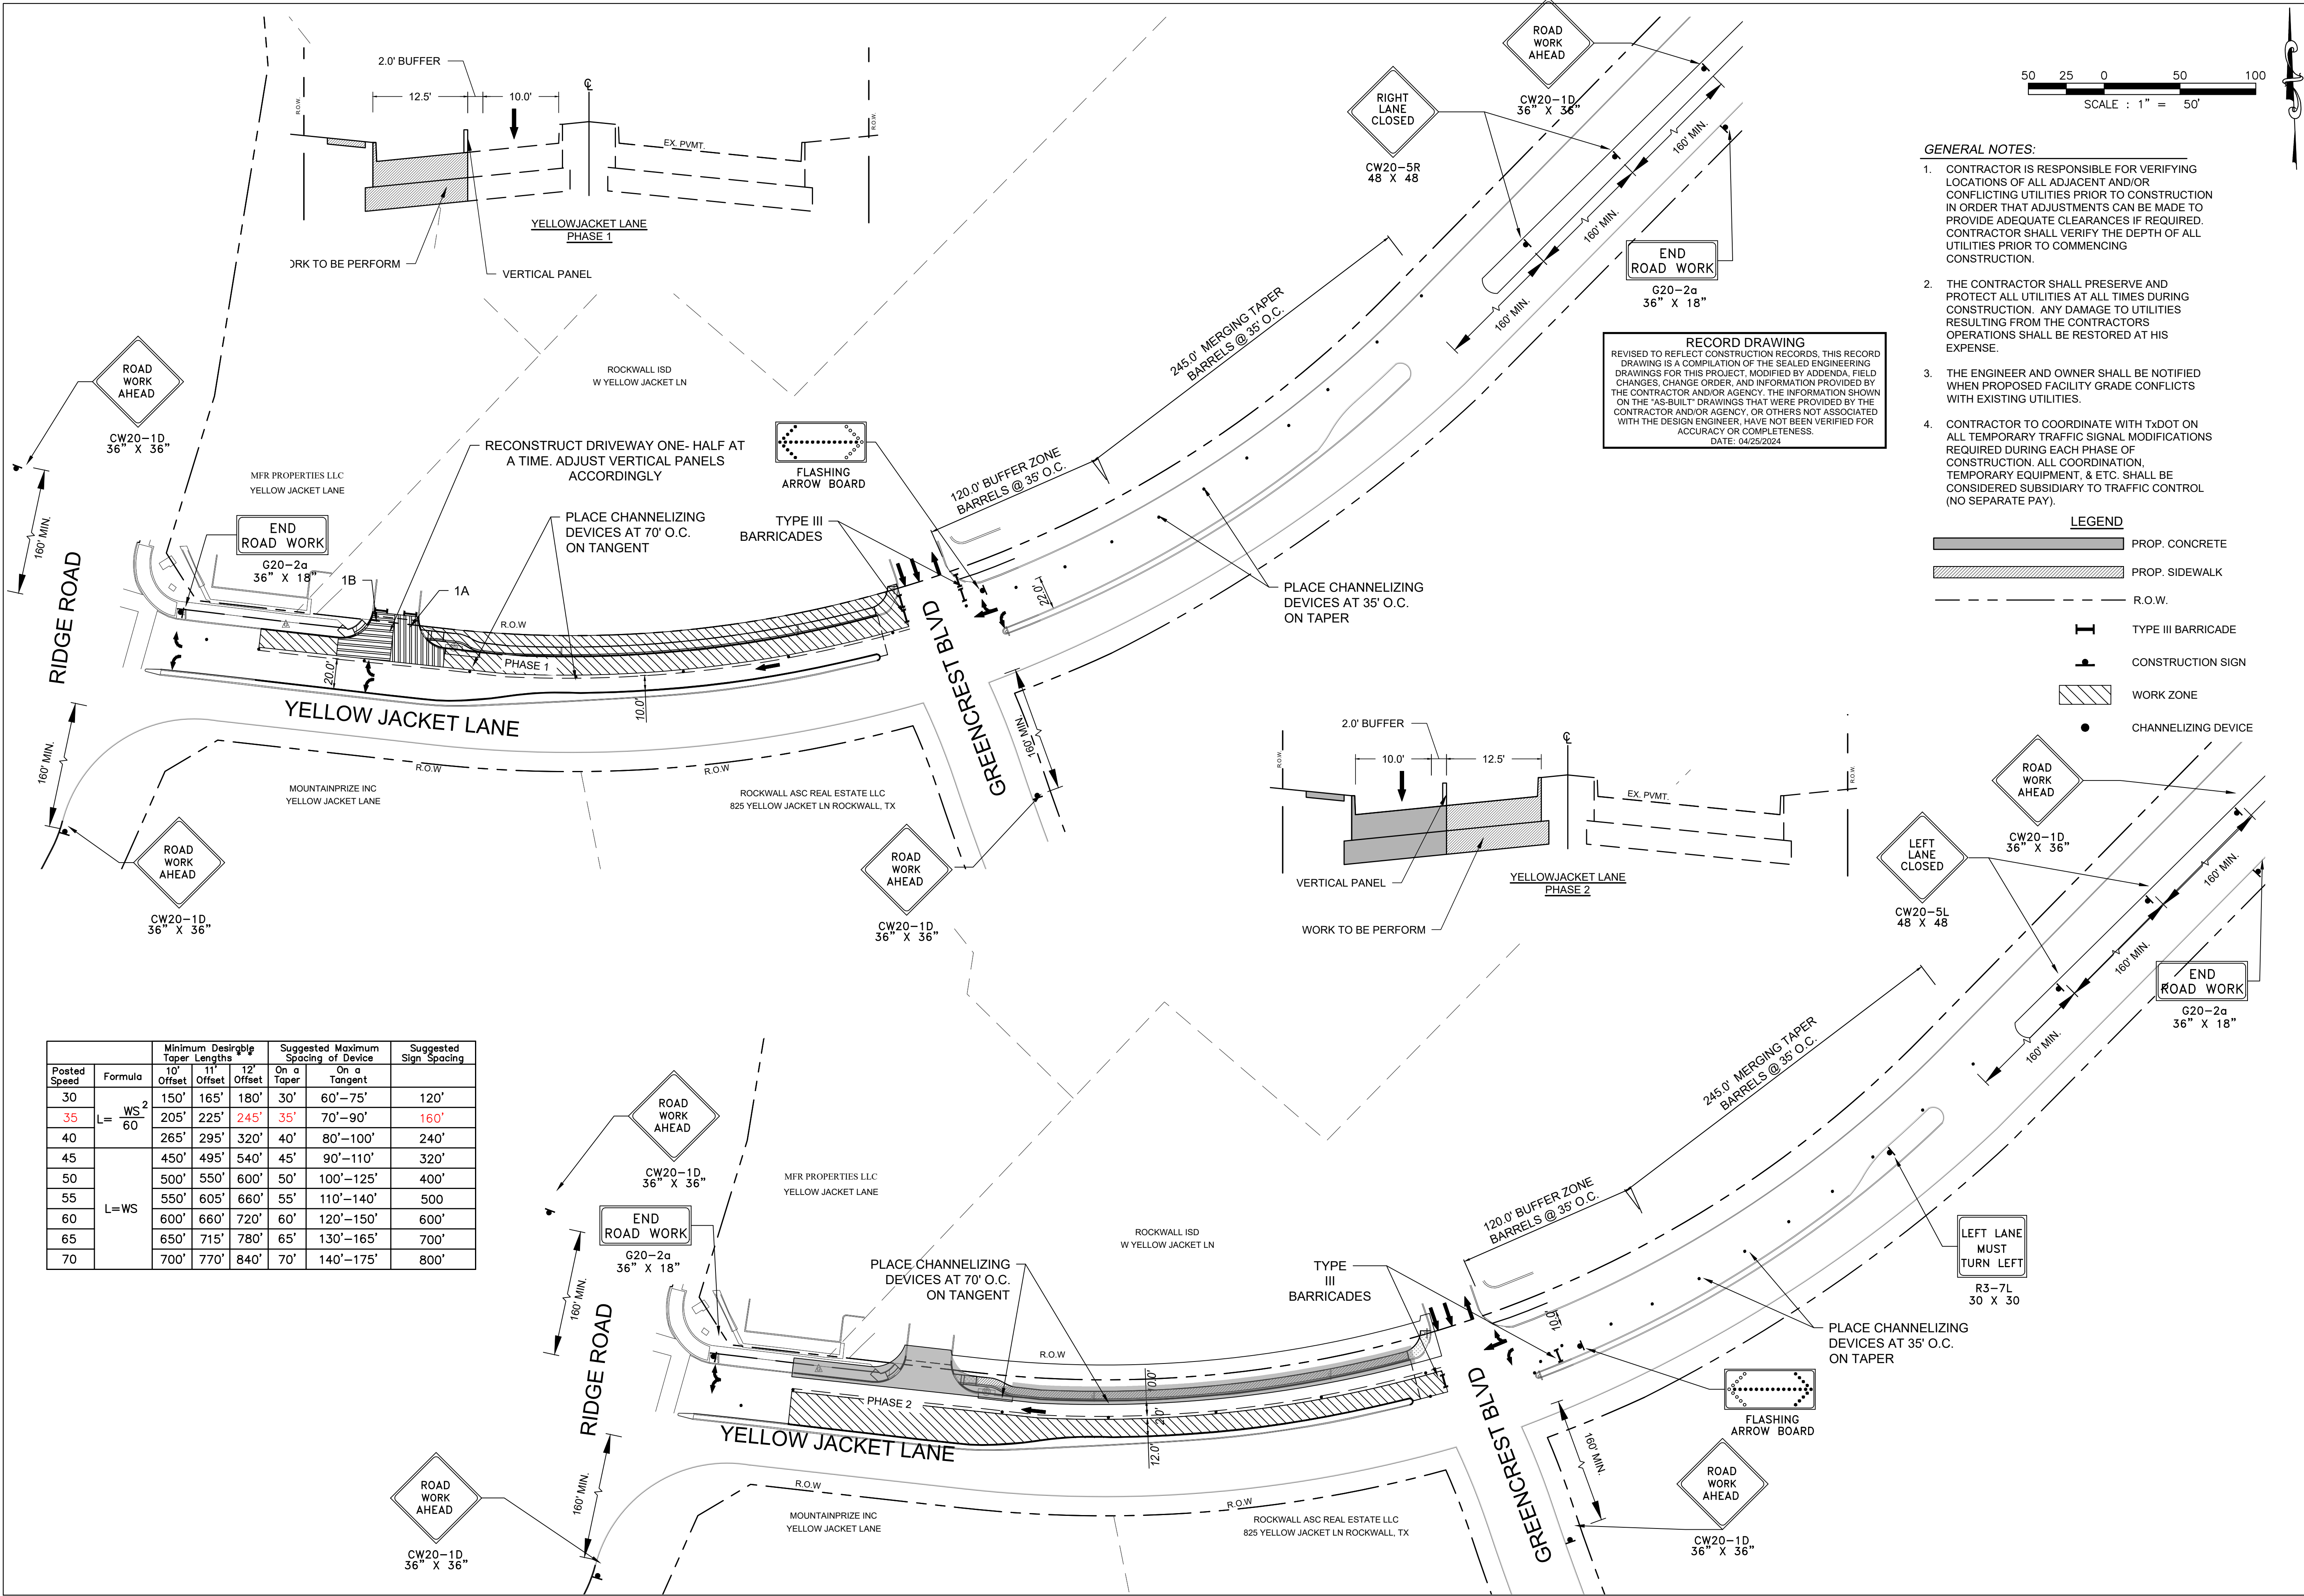 2.0' BUFFER
12.5'
10.0'
℄
R.O.W.
R.O.W.
EX. PVMT.
YELLOWJACKET LANE
PHASE 1
ORK TO BE PERFORM
VERTICAL PANEL
ROAD
WORK
AHEAD
CW20-1D
36" X 36"
RIGHT
LANE
CLOSED
CW20-5R
48 X 48
160' MIN.
160' MIN.
160' MIN.
END
ROAD WORK
G20-2a
36" X 18"
50 25 0 50 100
SCALE : 1" = 50'
GENERAL NOTES:
1. CONTRACTOR IS RESPONSIBLE FOR VERIFYING
LOCATIONS OF ALL ADJACENT AND/OR
CONFLICTING UTILITIES PRIOR TO CONSTRUCTION
IN ORDER THAT ADJUSTMENTS CAN BE MADE TO
PROVIDE ADEQUATE CLEARANCES IF REQUIRED.
CONTRACTOR SHALL VERIFY THE DEPTH OF ALL
UTILITIES PRIOR TO COMMENCING
CONSTRUCTION.
2. THE CONTRACTOR SHALL PRESERVE AND
PROTECT ALL UTILITIES AT ALL TIMES DURING
CONSTRUCTION. ANY DAMAGE TO UTILITIES
RESULTING FROM THE CONTRACTORS
OPERATIONS SHALL BE RESTORED AT HIS
EXPENSE.
3. THE ENGINEER AND OWNER SHALL BE NOTIFIED
WHEN PROPOSED FACILITY GRADE CONFLICTS
WITH EXISTING UTILITIES.
4. CONTRACTOR TO COORDINATE WITH TxDOT ON
ALL TEMPORARY TRAFFIC SIGNAL MODIFICATIONS
REQUIRED DURING EACH PHASE OF
CONSTRUCTION. ALL COORDINATION,
TEMPORARY EQUIPMENT, & ETC. SHALL BE
CONSIDERED SUBSIDIARY TO TRAFFIC CONTROL
(NO SEPARATE PAY).
RECORD DRAWING
REVISED TO REFLECT CONSTRUCTION RECORDS, THIS RECORD
DRAWING IS A COMPILATION OF THE SEALED ENGINEERING
DRAWINGS FOR THIS PROJECT, MODIFIED BY ADDENDA, FIELD
CHANGES, CHANGE ORDER, AND INFORMATION PROVIDED BY
THE CONTRACTOR AND/OR AGENCY. THE INFORMATION SHOWN
ON THE "AS-BUILT" DRAWINGS THAT WERE PROVIDED BY THE
CONTRACTOR AND/OR AGENCY, OR OTHERS NOT ASSOCIATED
WITH THE DESIGN ENGINEER, HAVE NOT BEEN VERIFIED FOR
ACCURACY OR COMPLETENESS.
DATE: 04/25/2024
LEGEND
PROP. CONCRETE
PROP. SIDEWALK
R.O.W.
TYPE III BARRICADE
CONSTRUCTION SIGN
WORK ZONE
CHANNELIZING DEVICE
ROAD
WORK
AHEAD
CW20-1D
36" X 36"
160' MIN.
RIDGE ROAD
160' MIN.
ROAD
WORK
AHEAD
CW20-1D
36" X 36"
MFR PROPERTIES LLC
YELLOW JACKET LANE
END
ROAD WORK
G20-2a
36" X 18"
1B
1A
ROCKWALL ISD
W YELLOW JACKET LN
RECONSTRUCT DRIVEWAY ONE- HALF AT
A TIME. ADJUST VERTICAL PANELS
ACCORDINGLY
PLACE CHANNELIZING
DEVICES AT 70' O.C.
ON TANGENT
TYPE III
BARRICADES
FLASHING
ARROW BOARD
120.0' BUFFER ZONE
BARRELS @ 35' O.C.
245.0' MERGING TAPER
BARRELS @ 35' O.C.
22.0'
PLACE CHANNELIZING
DEVICES AT 35' O.C.
ON TAPER
R.O.W
PHASE 1
20.0'
10.0'
YELLOW JACKET LANE
GREENCREST BLVD
160' MIN.
R.O.W
R.O.W
MOUNTAINPRIZE INC
YELLOW JACKET LANE
ROCKWALL ASC REAL ESTATE LLC
825 YELLOW JACKET LN ROCKWALL, TX
ROAD
WORK
AHEAD
CW20-1D
36" X 36"
2.0' BUFFER
10.0'
12.5'
℄
R.O.W.
R.O.W.
EX. PVMT.
VERTICAL PANEL
YELLOWJACKET LANE
PHASE 2
WORK TO BE PERFORM
ROAD
WORK
AHEAD
CW20-1D
36" X 36"
LEFT
LANE
CLOSED
CW20-5L
48 X 48
160' MIN.
160' MIN.
160' MIN.
END
ROAD WORK
G20-2a
36" X 18"
Minimum Desirable Taper Lengths * * Suggested Maximum Spacing of Device Suggested Sign Spacing
Posted Speed Formula 10' Offset 11' Offset 12' Offset On a Taper On a Tangent
30 150' 165' 180' 30' 60'-75' 120'
35 L= WS²/60 205' 225' 245' 35' 70'-90' 160'
40 265' 295' 320' 40' 80'-100' 240'
45 450' 495' 540' 45' 90'-110' 320'
50 500' 550' 600' 50' 100'-125' 400'
55 550' 605' 660' 55' 110'-140' 500
60 L=WS 600' 660' 720' 60' 120'-150' 600'
65 650' 715' 780' 65' 130'-165' 700'
70 700' 770' 840' 70' 140'-175' 800'
ROAD
WORK
AHEAD
CW20-1D
36" X 36"
END
ROAD WORK
G20-2a
36" X 18"
160' MIN.
RIDGE ROAD
160' MIN.
ROAD
WORK
AHEAD
CW20-1D
36" X 36"
MFR PROPERTIES LLC
YELLOW JACKET LANE
ROCKWALL ISD
W YELLOW JACKET LN
PLACE CHANNELIZING
DEVICES AT 70' O.C.
ON TANGENT
TYPE
III
BARRICADES
120.0' BUFFER ZONE
BARRELS @ 35' O.C.
245.0' MERGING TAPER
BARRELS @ 35' O.C.
10.0'
LEFT LANE
MUST
TURN LEFT
R3-7L
30 X 30
PLACE CHANNELIZING
DEVICES AT 35' O.C.
ON TAPER
FLASHING
ARROW BOARD
R.O.W
10.0'
2.0'
12.0'
PHASE 2
YELLOW JACKET LANE
GREENCREST BLVD
160' MIN.
R.O.W
R.O.W
MOUNTAINPRIZE INC
YELLOW JACKET LANE
ROCKWALL ASC REAL ESTATE LLC
825 YELLOW JACKET LN ROCKWALL, TX
ROAD
WORK
AHEAD
CW20-1D
36" X 36"